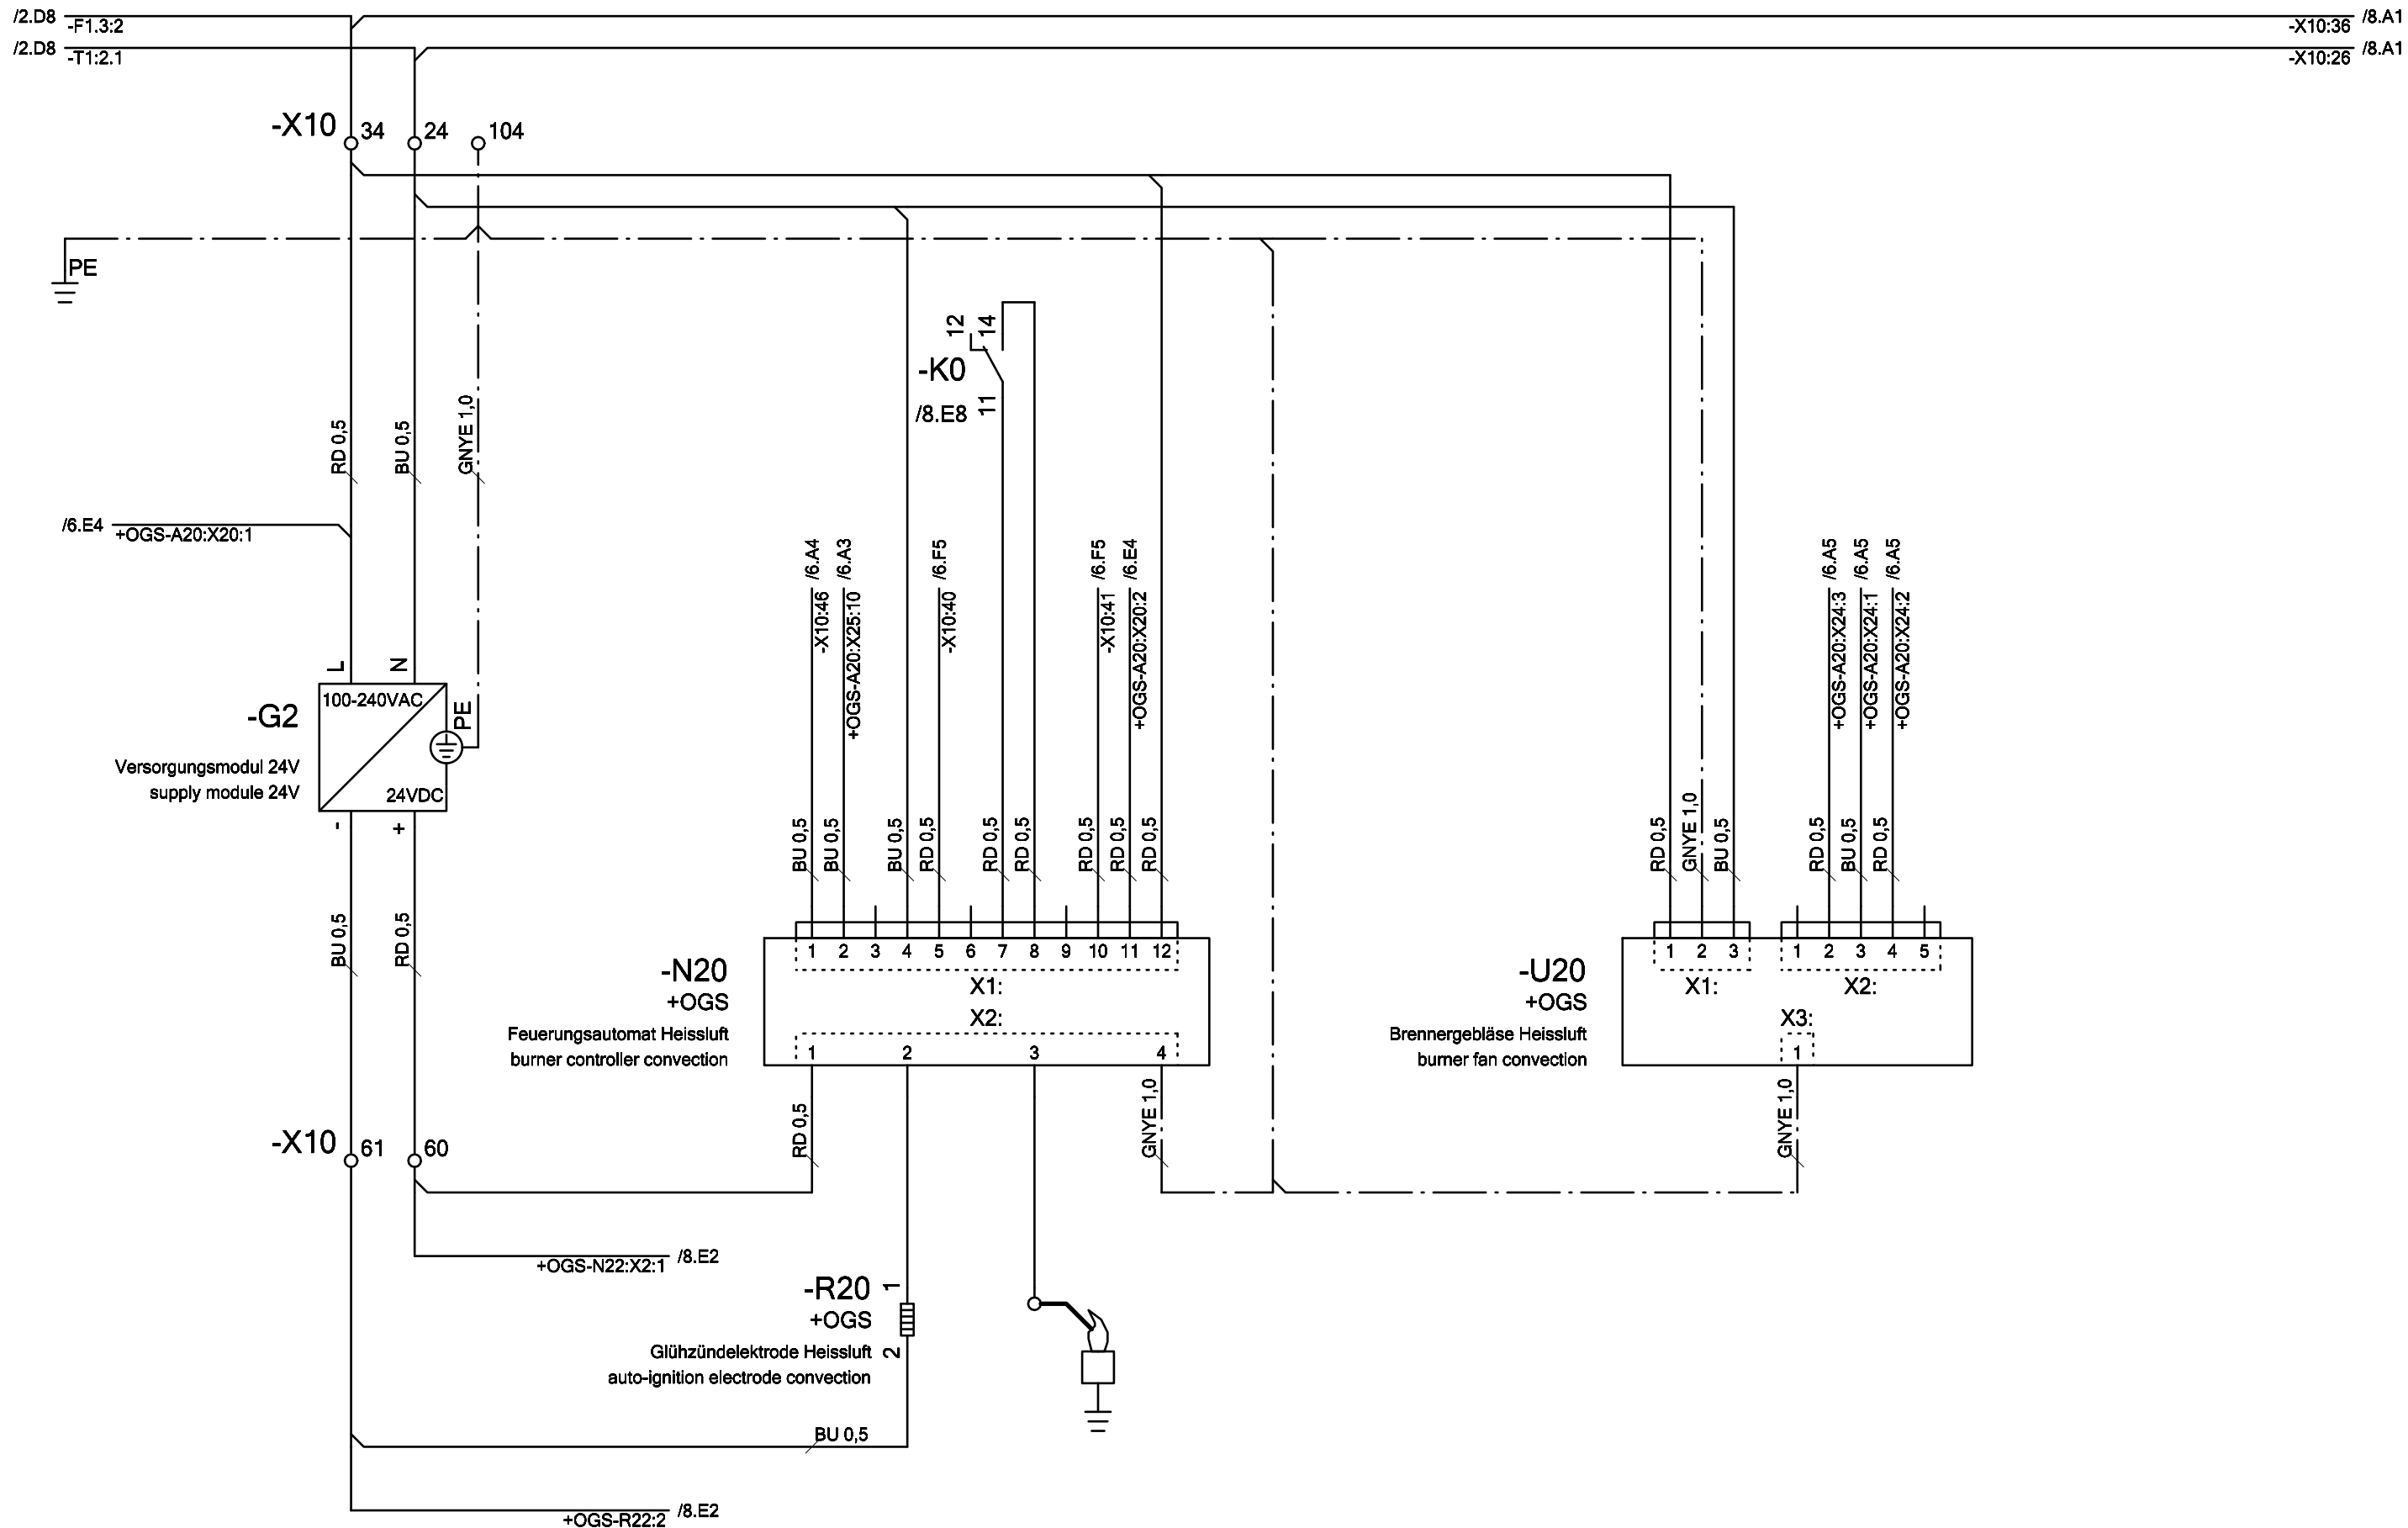 /2.D8
-F1.3:2
-X10:36
/8.A1
/2.D8
-T1:2.1
-X10:26
/8.A1
-X10
34
24
104
PE
12
14
-K0
/8.E8
11
RD 0,5
BU 0,5
GNYE 1,0
/6.E4
+OGS-A20:X20:1
/6.A4
-X10:46
/6.A3
+OGS-A20:X25:10
/6.F5
-X10:40
/6.F5
-X10:41
/6.E4
+OGS-A20:X20:2
/6.A5
+OGS-A20:X24:3
/6.A5
+OGS-A20:X24:1
/6.A5
+OGS-A20:X24:2
L
N
100-240VAC
-G2
PE
Versorgungsmodul 24V
supply module 24V
24VDC
-
+
BU 0,5
BU 0,5
BU 0,5
RD 0,5
RD 0,5
RD 0,5
RD 0,5
RD 0,5
RD 0,5
RD 0,5
GNYE 1,0
BU 0,5
RD 0,5
BU 0,5
RD 0,5
BU 0,5
RD 0,5
1 2 3 4 5 6 7 8 9 10 11 12
-N20
+OGS
X1:
X2:
Feuerungsautomat Heissluft
burner controller convection
1 2 3 4
1 2 3
1 2 3 4 5
-U20
+OGS
X1:
X2:
X3:
Brennergebläse Heissluft
burner fan convection
1
RD 0,5
GNYE 1,0
GNYE 1,0
-X10
61
60
+OGS-N22:X2:1
/8.E2
-R20
1
+OGS
Glühzündelektrode Heissluft
2
auto-ignition electrode convection
BU 0,5
+OGS-R22:2
/8.E2